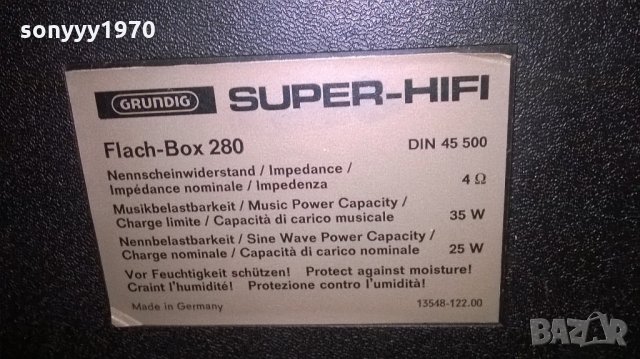 sonyyy1970
GRUNDIG SUPER-HIFI
Flach-Box 280 DIN 45 500
Nennscheinwiderstand / Impedance /
Impédance nominale / Impedenza 4 Ω
Musikbelastbarkeit / Music Power Capacity /
Charge limite / Capacità di carico musicale 35 W
Nennbelastbarkeit / Sine Wave Power Capacity /
Charge nominale / Capacità di carico nominale 25 W
Vor Feuchtigkeit schützen! Protect against moisture!
Craint l'humidité! Protezione contro l'umidità!
Made in Germany 13548-122.00
BAZAR
bg